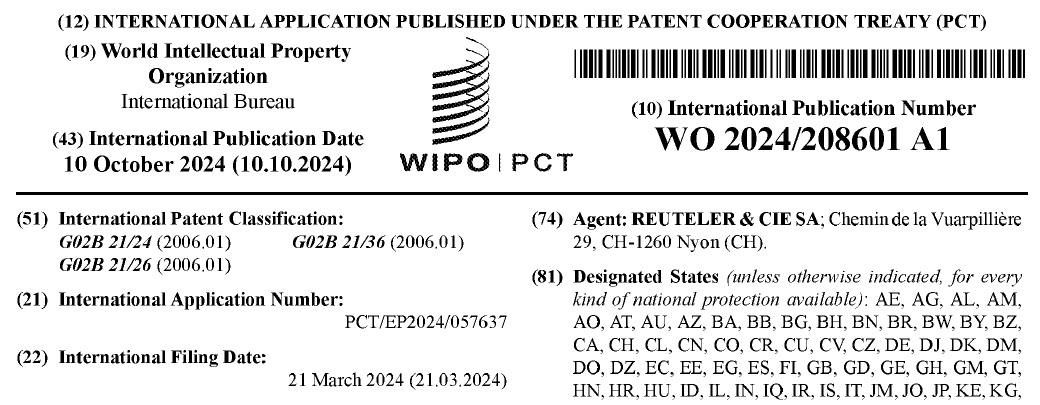 (12) INTERNATIONAL APPLICATION PUBLISHED UNDER THE PATENT COOPERATION TREATY (PCT)
(19) World Intellectual Property
Organization
International Bureau
(43) International Publication Date
10 October 2024 (10.10.2024)
WIPO | PCT
(10) International Publication Number
WO 2024/208601 A1
(51) International Patent Classification:
G02B 21/24 (2006.01) G02B 21/36 (2006.01)
G02B 21/26 (2006.01)
(21) International Application Number:
PCT/EP2024/057637
(22) International Filing Date:
21 March 2024 (21.03.2024)
(74) Agent: REUTELER & CIE SA; Chemin de la Vuarpillière
29, CH-1260 Nyon (CH).
(81) Designated States (unless otherwise indicated, for every
kind of national protection available): AE, AG, AL, AM,
AO, AT, AU, AZ, BA, BB, BG, BH, BN, BR, BW, BY, BZ,
CA, CH, CL, CN, CO, CR, CU, CV, CZ, DE, DJ, DK, DM,
DO, DZ, EC, EE, EG, ES, FI, GB, GD, GE, GH, GM, GT,
HN, HR, HU, ID, IL, IN, IQ, IR, IS, IT, JM, JO, JP, KE, KG,